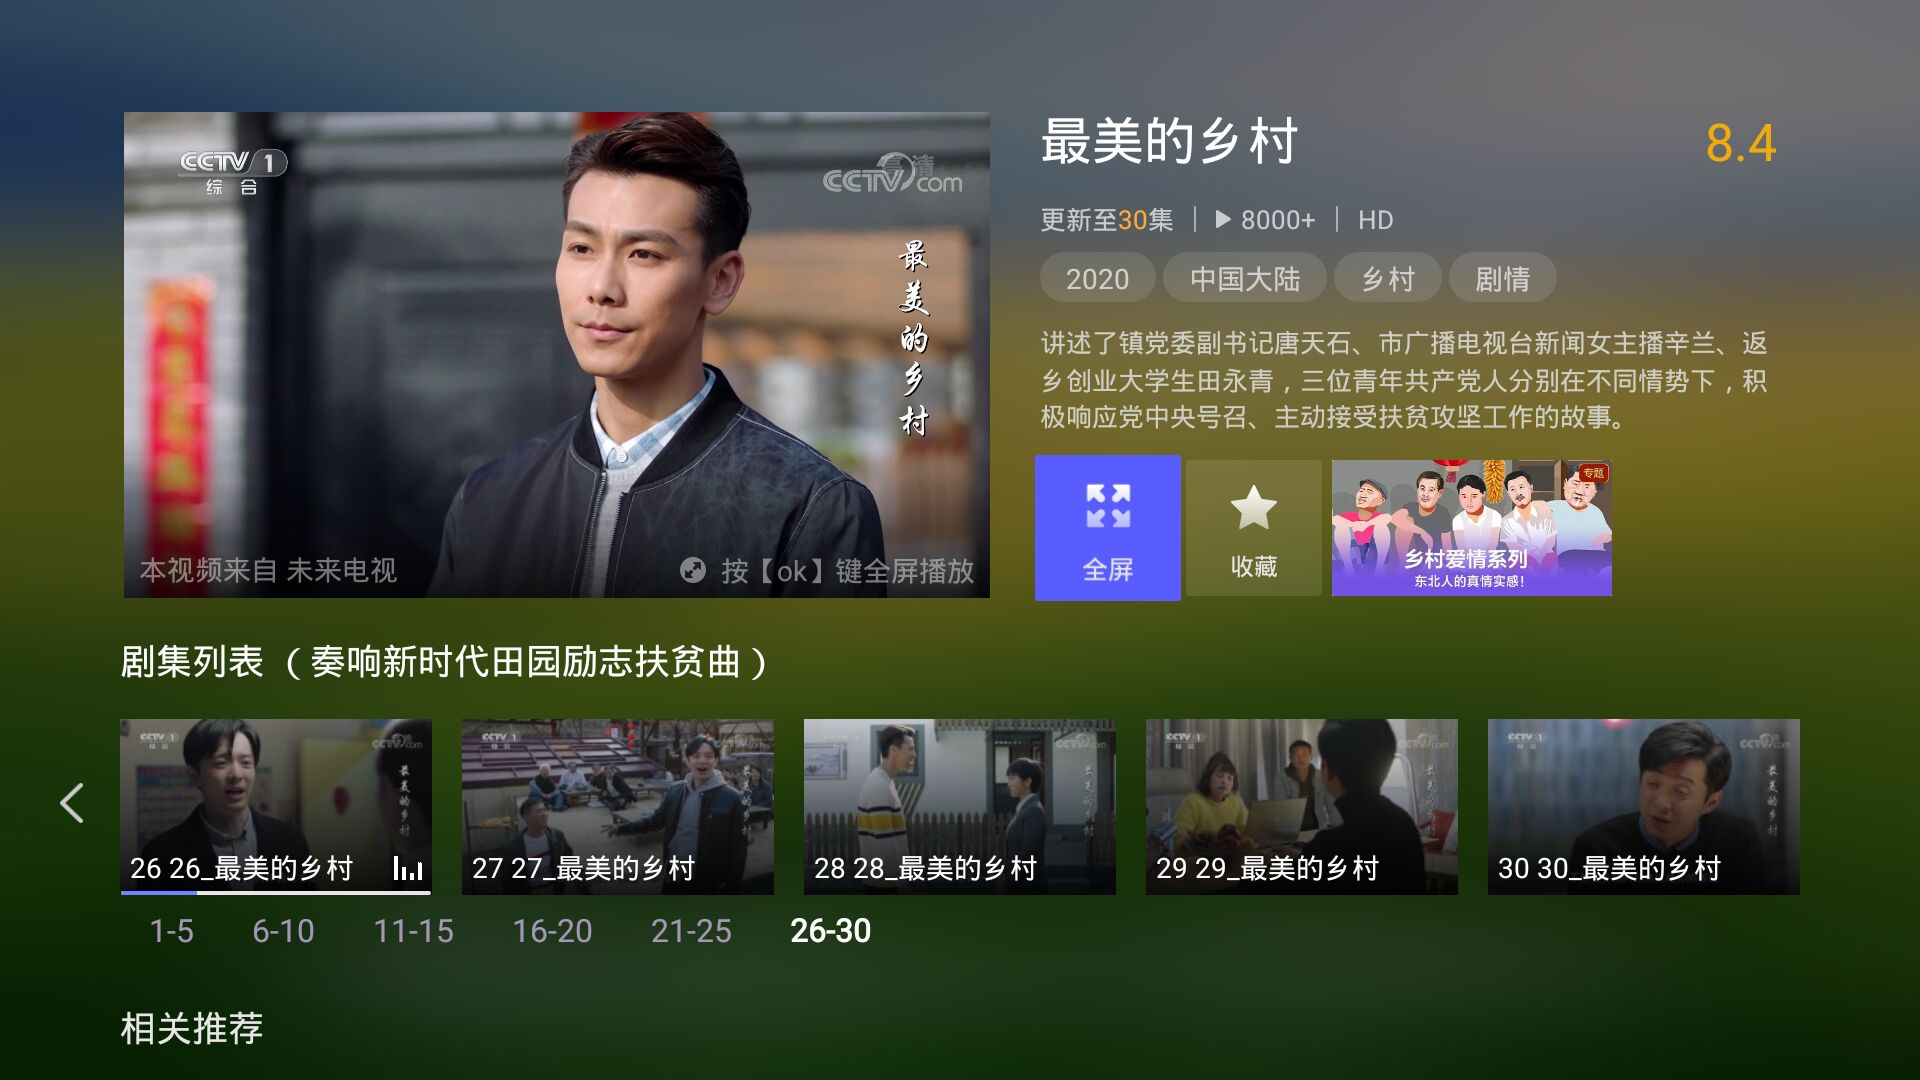 CCTV 1
综合
高清
CCTV.com
最美的乡村
本视频来自 未来电视
按【ok】键全屏播放
最美的乡村
8.4
更新至30集
8000+
HD
2020
中国大陆
乡村
剧情
讲述了镇党委副书记唐天石、市广播电视台新闻女主播辛兰、返
乡创业大学生田永青，三位青年共产党人分别在不同情势下，积
极响应党中央号召、主动接受扶贫攻坚工作的故事。
全屏
收藏
专题
乡村爱情系列
东北人的真情实感！
剧集列表 （奏响新时代田园励志扶贫曲）
26 26_最美的乡村
27 27_最美的乡村
28 28_最美的乡村
29 29_最美的乡村
30 30_最美的乡村
1-5
6-10
11-15
16-20
21-25
26-30
相关推荐